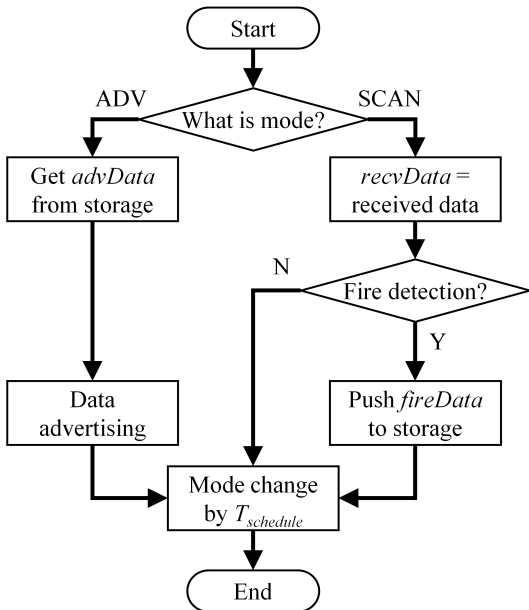 Start
ADV
SCAN
What is mode?
Get advData
from storage
recvData =
received data
N
Fire detection?
Y
Data
advertising
Push fireData
to storage
Mode change
by Tschedule
End